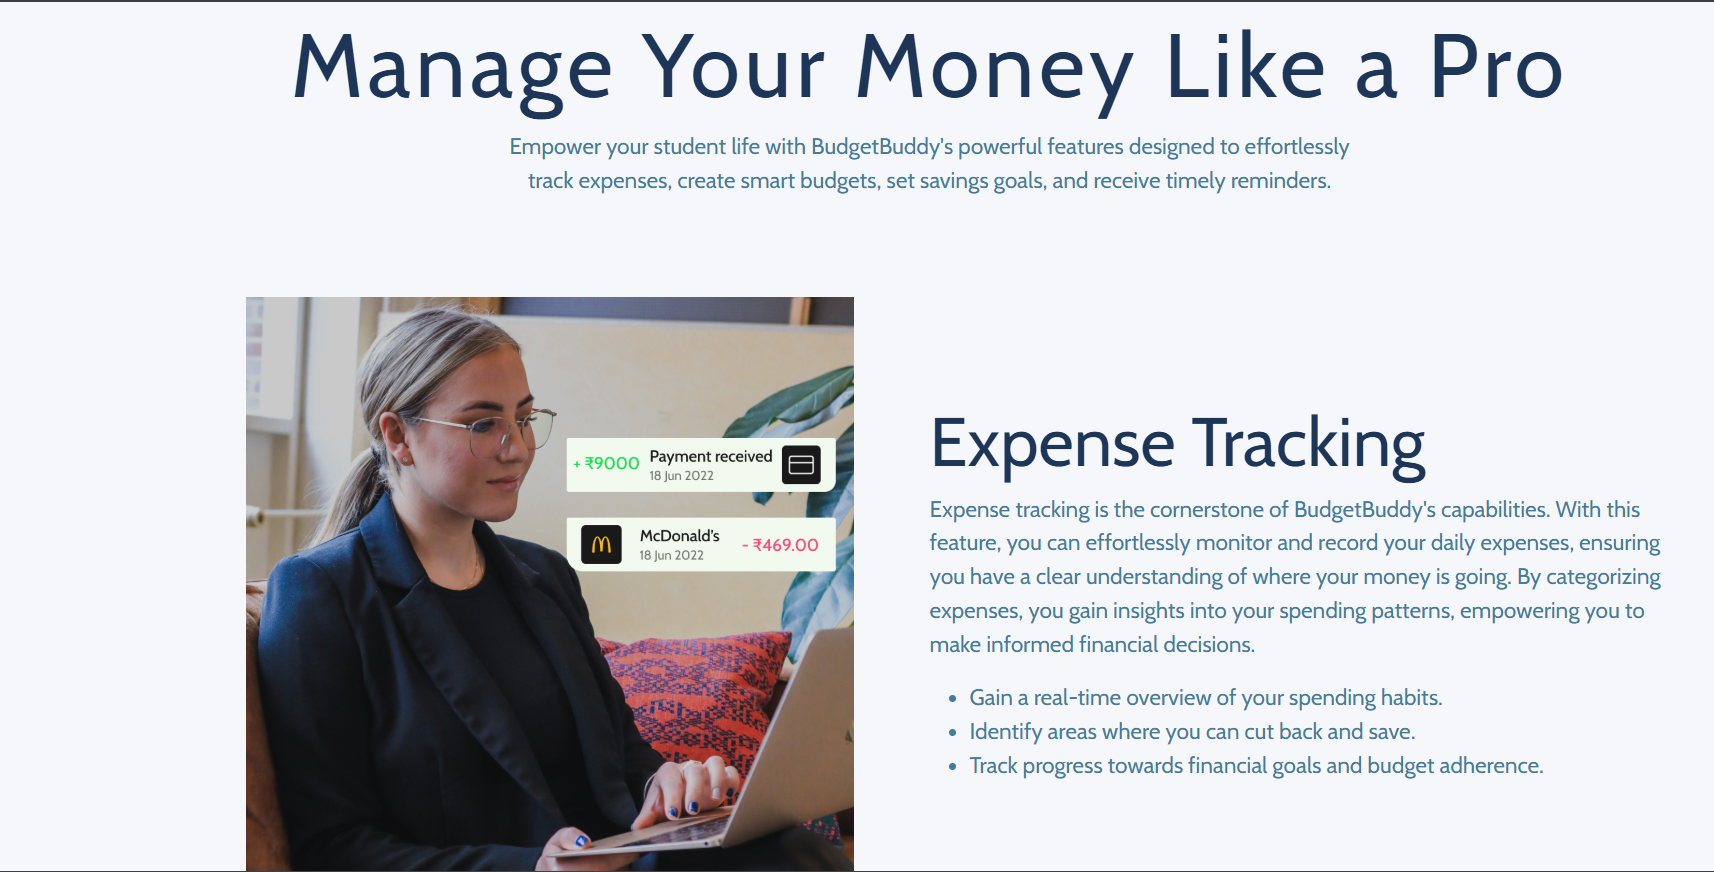 Manage Your Money Like a Pro
Empower your student life with BudgetBuddy's powerful features designed to effortlessly
track expenses, create smart budgets, set savings goals, and receive timely reminders.
+ ₹9000 Payment received
18 Jun 2022
McDonald's
18 Jun 2022
- ₹469.00
Expense Tracking
Expense tracking is the cornerstone of BudgetBuddy's capabilities. With this
feature, you can effortlessly monitor and record your daily expenses, ensuring
you have a clear understanding of where your money is going. By categorizing
expenses, you gain insights into your spending patterns, empowering you to
make informed financial decisions.
• Gain a real-time overview of your spending habits.
• Identify areas where you can cut back and save.
• Track progress towards financial goals and budget adherence.